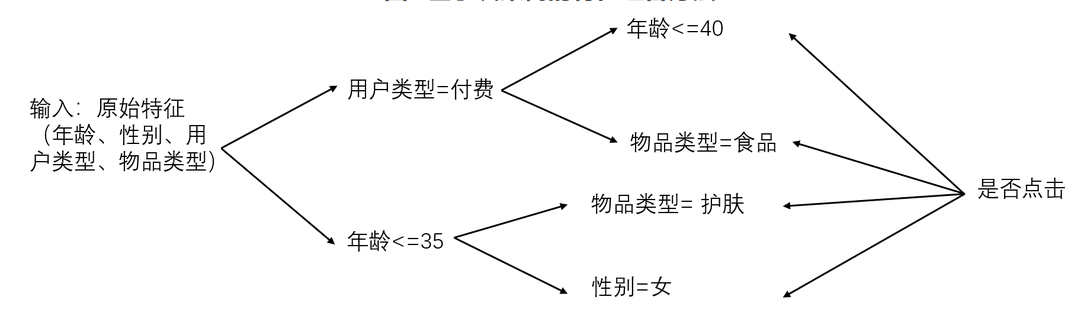 年龄<=40
用户类型=付费
输入：原始特征
（年龄、性别、用
户类型、物品类型)
物品类型=食品
是否点击
物品类型= 护肤
年龄<=35
性别=女